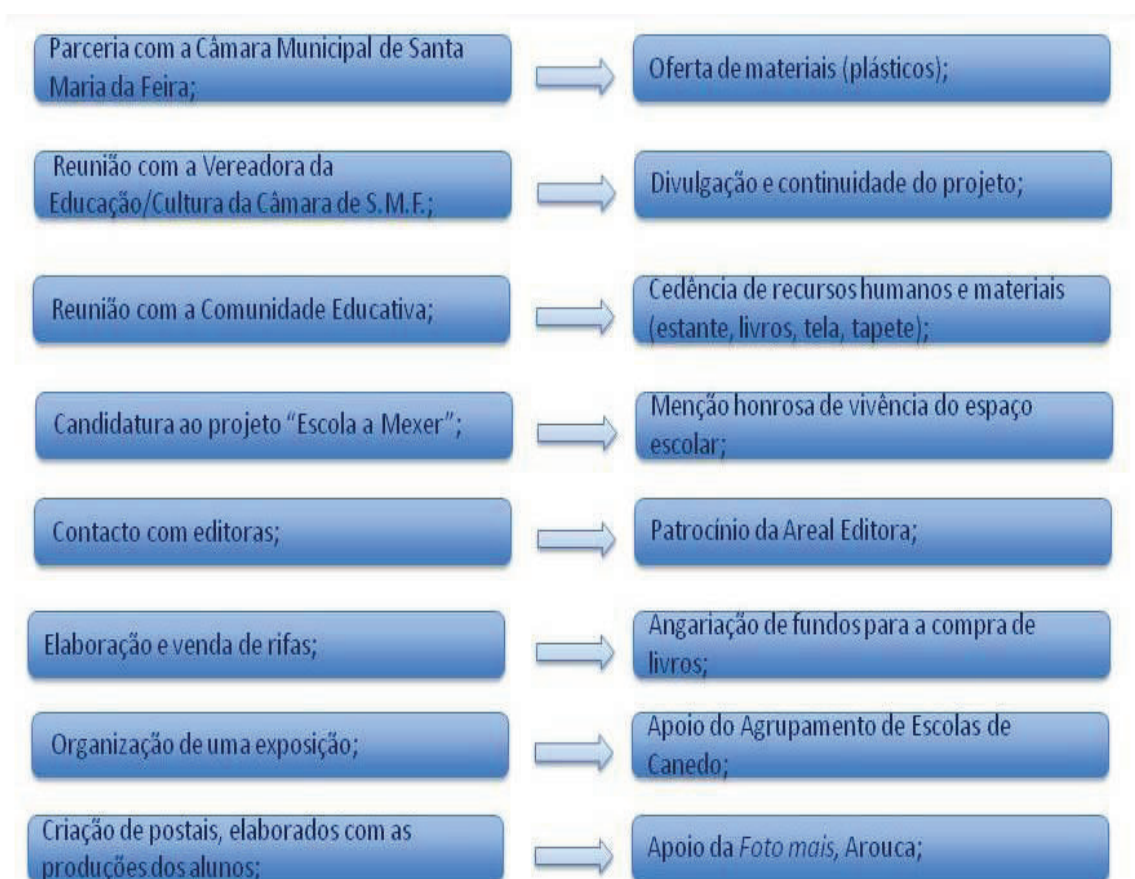 Parceria com a Câmara Municipal de Santa
Maria da Feira;
Oferta de materiais (plásticos);
Reunião com a Vereadora da
Educação/Cultura da Câmara de S.M.F.;
Divulgação e continuidade do projeto;
Reunião com a Comunidade Educativa;
Cedência de recursos humanos e materiais
(estante, livros, tela, tapete);
Candidatura ao projeto “Escola a Mexer”;
Menção honrosa de vivência do espaço
escolar;
Contacto com editoras;
Patrocínio da Areal Editora;
Elaboração e venda de rifas;
Angariação de fundos para a compra de
livros;
Organização de uma exposição;
Apoio do Agrupamento de Escolas de
Canedo;
Criação de postais, elaborados com as
produções dos alunos;
Apoio da Foto mais, Arouca;